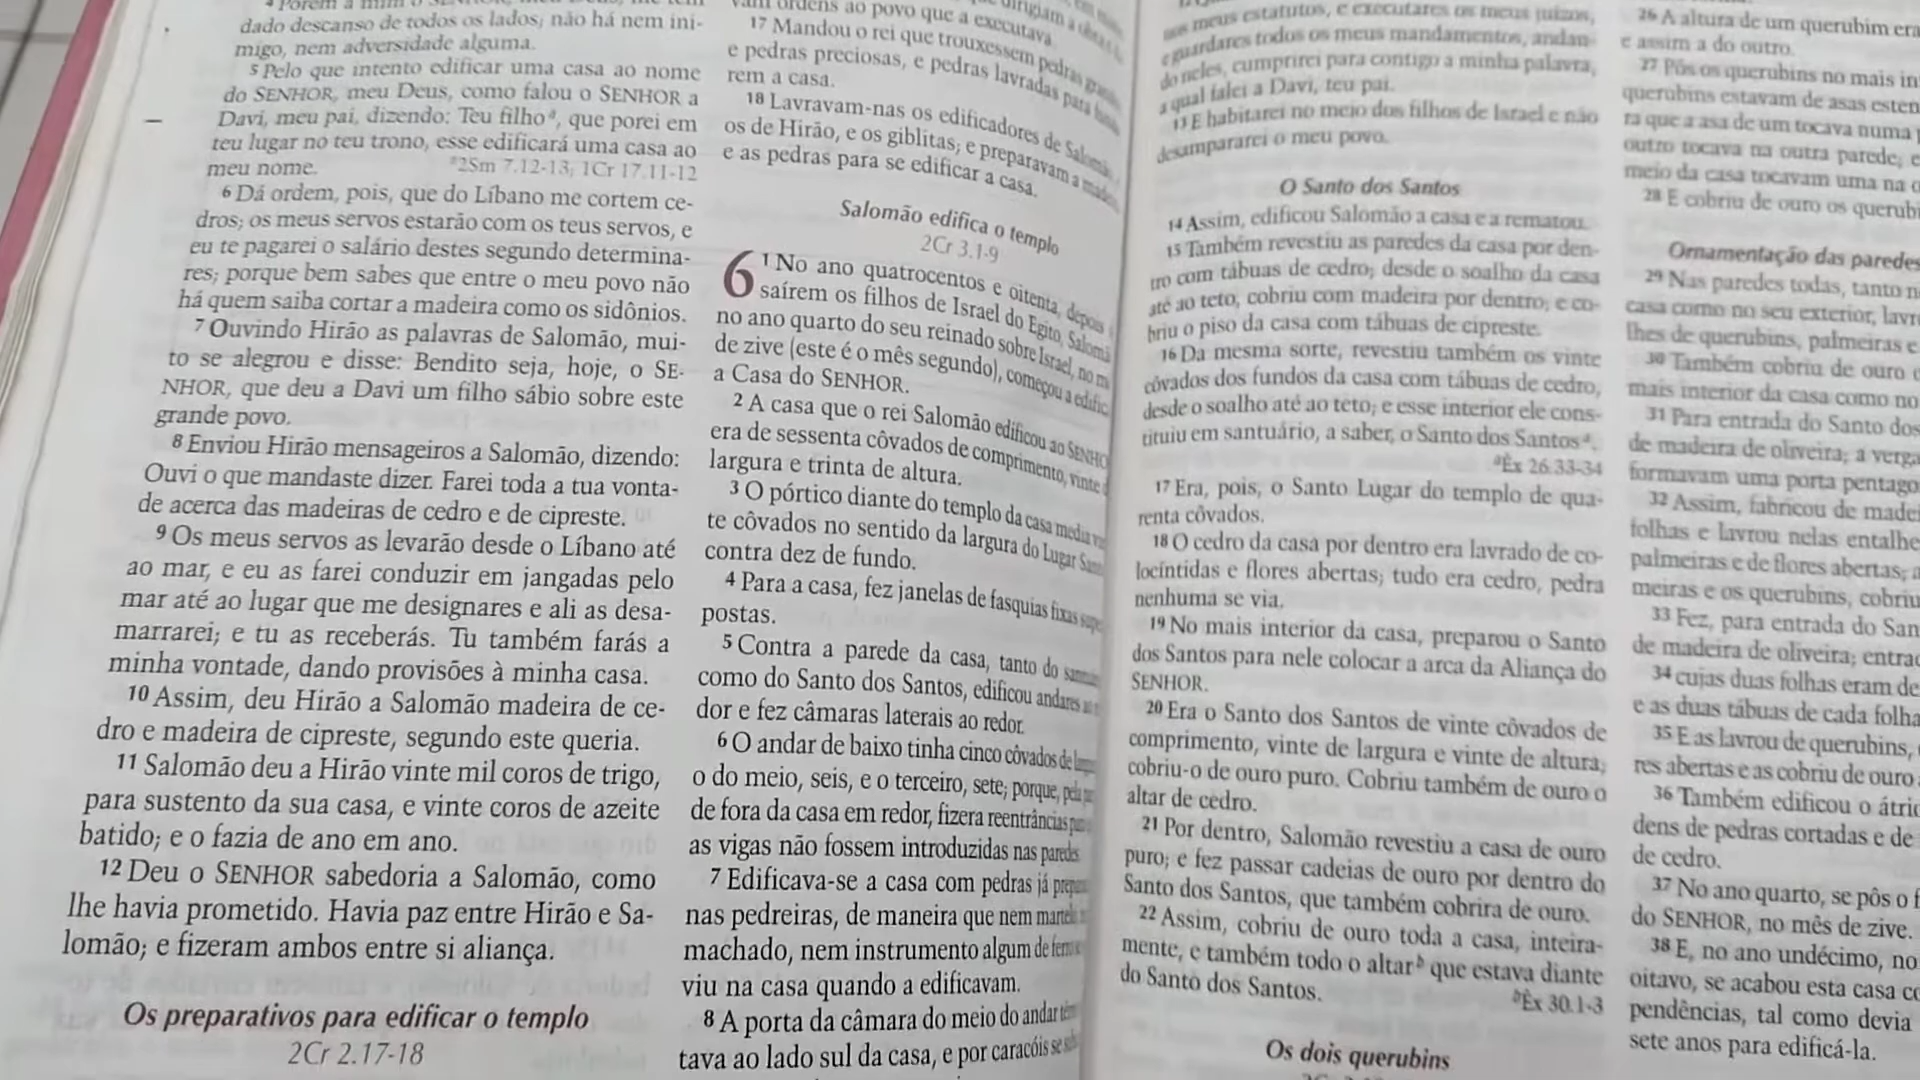 dado descanso de todos os lados; não há nem ini-
migo, nem adversidade alguma.
5 Pelo que intento edificar uma casa ao nome
do SENHOR, meu Deus, como falou o SENHOR a
Davi, meu pai, dizendo: Teu filho a, que porei em
teu lugar no teu trono, esse edificará uma casa ao
meu nome. a2Sm 7.12-13; 1Cr 17.11-12
6 Dá ordem, pois, que do Líbano me cortem ce-
dros; os meus servos estarão com os teus servos, e
eu te pagarei o salário destes segundo determina-
res; porque bem sabes que entre o meu povo não
há quem saiba cortar a madeira como os sidônios.
7 Ouvindo Hirão as palavras de Salomão, mui-
to se alegrou e disse: Bendito seja, hoje, o SE-
NHOR, que deu a Davi um filho sábio sobre este
grande povo.
8 Enviou Hirão mensageiros a Salomão, dizendo:
Ouvi o que mandaste dizer. Farei toda a tua vonta-
de acerca das madeiras de cedro e de cipreste.
9 Os meus servos as levarão desde o Líbano até
ao mar, e eu as farei conduzir em jangadas pelo
mar até ao lugar que me designares e ali as desa-
marrarei; e tu as receberás. Tu também farás a
minha vontade, dando provisões à minha casa.
10 Assim, deu Hirão a Salomão madeira de ce-
dro e madeira de cipreste, segundo este queria.
11 Salomão deu a Hirão vinte mil coros de trigo,
para sustento da sua casa, e vinte coros de azeite
batido; e o fazia de ano em ano.
12 Deu o SENHOR sabedoria a Salomão, como
lhe havia prometido. Havia paz entre Hirão e Sa-
lomão; e fizeram ambos entre si aliança.
Os preparativos para edificar o templo
2Cr 2.17-18
ordens ao povo que a executava.
17 Mandou o rei que trouxessem pedras
e pedras preciosas, e pedras lavradas para
rem a casa.
18 Lavravam-nas os edificadores de
os de Hirão, e os giblitas; e preparavam a
e as pedras para se edificar a casa.
Salomão edifica o templo
2Cr 3.1-9
6 1 No ano quatrocentos e oitenta, depois
saírem os filhos de Israel do Egito,
no ano quarto do seu reinado sobre Israel, no
de zive (este é o mês segundo), começou a
a Casa do SENHOR.
2 A casa que o rei Salomão edificou ao
era de sessenta côvados de comprimento, vinte
largura e trinta de altura.
3 O pórtico diante do templo da casa media
te côvados no sentido da largura do Lugar
contra dez de fundo.
4 Para a casa, fez janelas de fasquias fixas
postas.
5 Contra a parede da casa, tanto do
como do Santo dos Santos, edificou andares
dor e fez câmaras laterais ao redor.
6 O andar de baixo tinha cinco côvados de
o do meio, seis, e o terceiro, sete; porque,
de fora da casa em redor, fizera reentrâncias
as vigas não fossem introduzidas nas paredes.
7 Edificava-se a casa com pedras já
nas pedreiras, de maneira que nem
machado, nem instrumento algum de
viu na casa quando a edificavam.
8 A porta da câmara do meio do andar
tava ao lado sul da casa, e por caracóis se
meus estatutos, e executares os meus juízos,
e guardares todos os meus mandamentos, andan-
do neles, cumprirei para contigo a minha palavra,
a qual falei a Davi, teu pai.
13 E habitarei no meio dos filhos de Israel e não
desampararei o meu povo.
O Santo dos Santos
14 Assim, edificou Salomão a casa e a rematou.
15 Também revestiu as paredes da casa por den-
tro com tábuas de cedro; desde o soalho da casa
até ao teto, cobriu com madeira por dentro; e co-
briu o piso da casa com tábuas de cipreste.
16 Da mesma sorte, revestiu também os vinte
côvados dos fundos da casa com tábuas de cedro,
desde o soalho até ao teto; e esse interior ele cons-
tituiu em santuário, a saber, o Santo dos Santos a.
aÊx 26.33-34
17 Era, pois, o Santo Lugar do templo de qua-
renta côvados.
18 O cedro da casa por dentro era lavrado de co-
locíntidas e flores abertas; tudo era cedro, pedra
nenhuma se via.
19 No mais interior da casa, preparou o Santo
dos Santos para nele colocar a arca da Aliança do
SENHOR.
20 Era o Santo dos Santos de vinte côvados de
comprimento, vinte de largura e vinte de altura;
cobriu-o de ouro puro. Cobriu também de ouro o
altar de cedro.
21 Por dentro, Salomão revestiu a casa de ouro
puro; e fez passar cadeias de ouro por dentro do
Santo dos Santos, que também cobrira de ouro.
22 Assim, cobriu de ouro toda a casa, inteira-
mente, e também todo o altar b que estava diante
do Santo dos Santos. bÊx 30.1-3
Os dois querubins
26 A altura de um querubim era
e assim a do outro.
27 Pôs os querubins no mais
querubins estavam de asas
ra que a asa de um tocava numa
outro tocava na outra parede;
meio da casa tocavam uma na
28 E cobriu de ouro os
Ornamentação das paredes
29 Nas paredes todas, tanto
casa como no seu exterior,
lhes de querubins, palmeiras e
30 Também cobriu de ouro
mais interior da casa como no
31 Para entrada do Santo dos
de madeira de oliveira; a verga
formavam uma porta
32 Assim, fabricou de
folhas e lavrou nelas
palmeiras e de flores abertas;
meiras e os querubins,
33 Fez, para entrada do
de madeira de oliveira;
34 cujas duas folhas eram de
e as duas tábuas de cada folha
35 E as lavrou de querubins,
res abertas e as cobriu de ouro
36 Também edificou o
dens de pedras cortadas e de
de cedro.
37 No ano quarto, se pôs o
do SENHOR, no mês de zive.
38 E, no ano undécimo, no
oitavo, se acabou esta casa
pendências, tal como devia
sete anos para edificá-la.